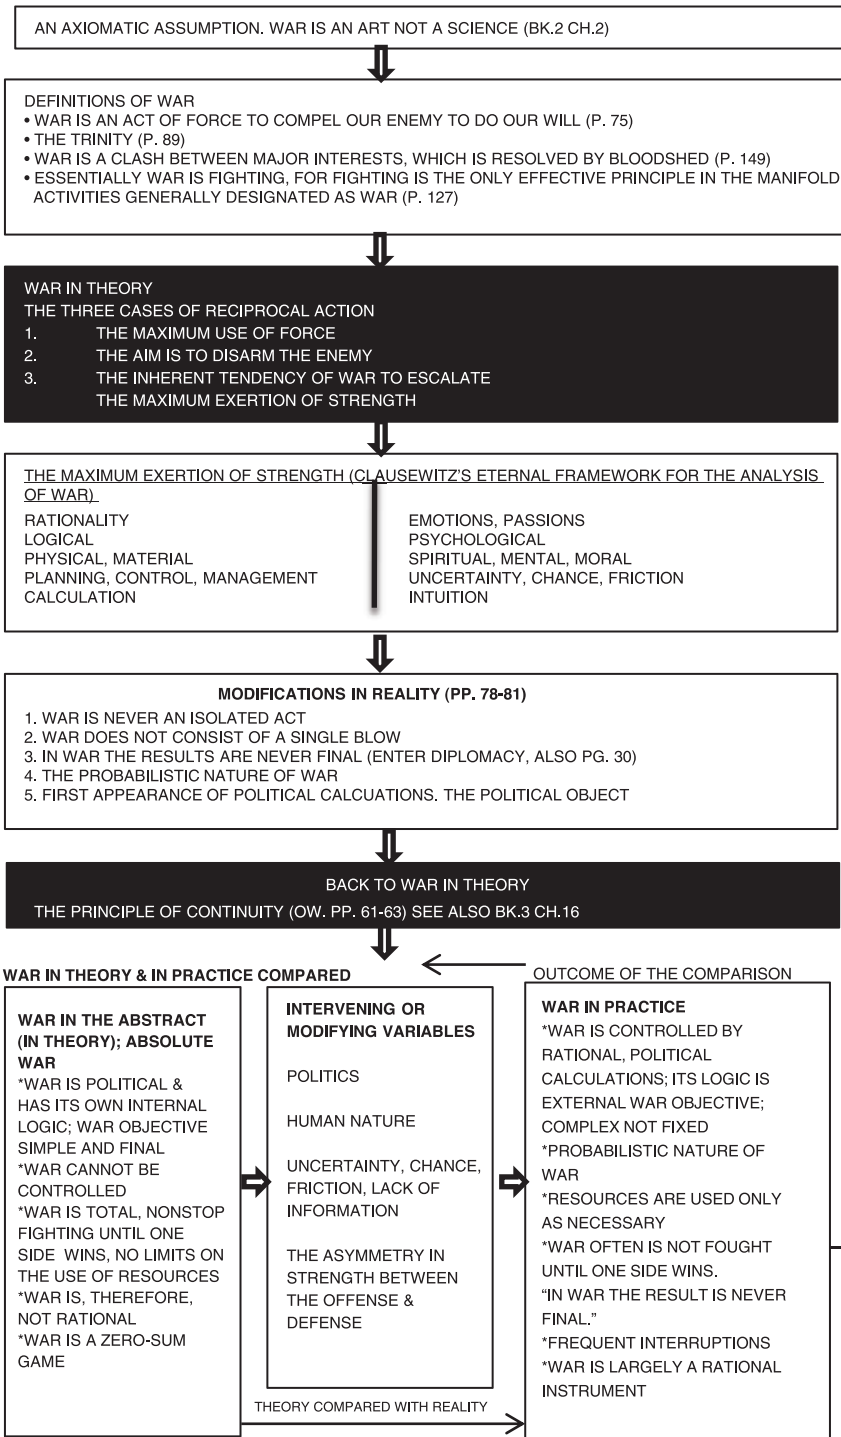 AN AXIOMATIC ASSUMPTION. WAR IS AN ART NOT A SCIENCE (BK.2 CH.2)
DEFINITIONS OF WAR
• WAR IS AN ACT OF FORCE TO COMPEL OUR ENEMY TO DO OUR WILL (P. 75)
• THE TRINITY (P. 89)
• WAR IS A CLASH BETWEEN MAJOR INTERESTS, WHICH IS RESOLVED BY BLOODSHED (P. 149)
• ESSENTIALLY WAR IS FIGHTING, FOR FIGHTING IS THE ONLY EFFECTIVE PRINCIPLE IN THE MANIFOLD
ACTIVITIES GENERALLY DESIGNATED AS WAR (P. 127)
WAR IN THEORY
THE THREE CASES OF RECIPROCAL ACTION
1. THE MAXIMUM USE OF FORCE
2. THE AIM IS TO DISARM THE ENEMY
3. THE INHERENT TENDENCY OF WAR TO ESCALATE
THE MAXIMUM EXERTION OF STRENGTH
THE MAXIMUM EXERTION OF STRENGTH (CLAUSEWITZ'S ETERNAL FRAMEWORK FOR THE ANALYSIS
OF WAR)
RATIONALITY
LOGICAL
PHYSICAL, MATERIAL
PLANNING, CONTROL, MANAGEMENT
CALCULATION
EMOTIONS, PASSIONS
PSYCHOLOGICAL
SPIRITUAL, MENTAL, MORAL
UNCERTAINTY, CHANCE, FRICTION
INTUITION
MODIFICATIONS IN REALITY (PP. 78-81)
1. WAR IS NEVER AN ISOLATED ACT
2. WAR DOES NOT CONSIST OF A SINGLE BLOW
3. IN WAR THE RESULTS ARE NEVER FINAL (ENTER DIPLOMACY, ALSO PG. 30)
4. THE PROBABILISTIC NATURE OF WAR
5. FIRST APPEARANCE OF POLITICAL CALCUATIONS. THE POLITICAL OBJECT
BACK TO WAR IN THEORY
THE PRINCIPLE OF CONTINUITY (OW. PP. 61-63) SEE ALSO BK.3 CH.16
WAR IN THEORY & IN PRACTICE COMPARED
OUTCOME OF THE COMPARISON
WAR IN THE ABSTRACT
(IN THEORY); ABSOLUTE
WAR
*WAR IS POLITICAL &
HAS ITS OWN INTERNAL
LOGIC; WAR OBJECTIVE
SIMPLE AND FINAL
*WAR CANNOT BE
CONTROLLED
*WAR IS TOTAL, NONSTOP
FIGHTING UNTIL ONE
SIDE WINS, NO LIMITS ON
THE USE OF RESOURCES
*WAR IS, THEREFORE,
NOT RATIONAL
*WAR IS A ZERO-SUM
GAME
INTERVENING OR
MODIFYING VARIABLES
POLITICS
HUMAN NATURE
UNCERTAINTY, CHANCE,
FRICTION, LACK OF
INFORMATION
THE ASYMMETRY IN
STRENGTH BETWEEN
THE OFFENSE &
DEFENSE
WAR IN PRACTICE
*WAR IS CONTROLLED BY
RATIONAL, POLITICAL
CALCULATIONS; ITS LOGIC IS
EXTERNAL WAR OBJECTIVE;
COMPLEX NOT FIXED
*PROBABILISTIC NATURE OF
WAR
*RESOURCES ARE USED ONLY
AS NECESSARY
*WAR OFTEN IS NOT FOUGHT
UNTIL ONE SIDE WINS.
"IN WAR THE RESULT IS NEVER
FINAL."
*FREQUENT INTERRUPTIONS
*WAR IS LARGELY A RATIONAL
INSTRUMENT
THEORY COMPARED WITH REALITY